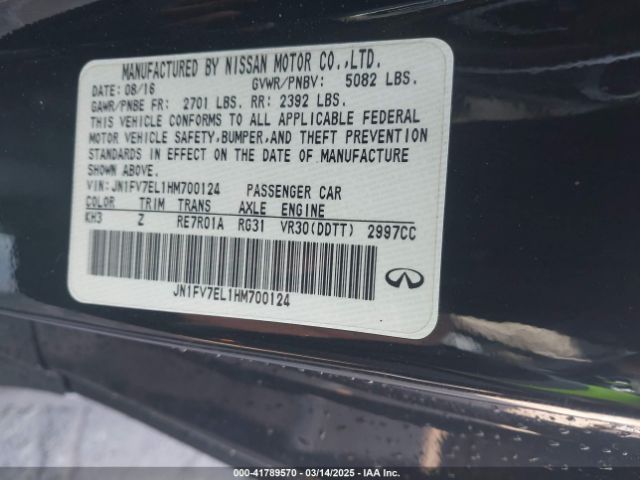 MANUFACTURED BY NISSAN MOTOR CO.,LTD.
DATE: 08/16 GVWR/PNBV: 5082 LBS.
GAWR/PNBE FR: 2701 LBS. RR: 2392 LBS.
THIS VEHICLE CONFORMS TO ALL APPLICABLE FEDERAL
MOTOR VEHICLE SAFETY, BUMPER, AND THEFT PREVENTION
STANDARDS IN EFFECT ON THE DATE OF MANUFACTURE
SHOWN ABOVE.
VIN: JN1FV7EL1HM700124 PASSENGER CAR
COLOR TRIM TRANS AXLE ENGINE
KH3 Z RE7R01A RG31 VR30(DDTT) 2997CC
JN1FV7EL1HM700124
000-41789570 | 03/14/2025 - IAA